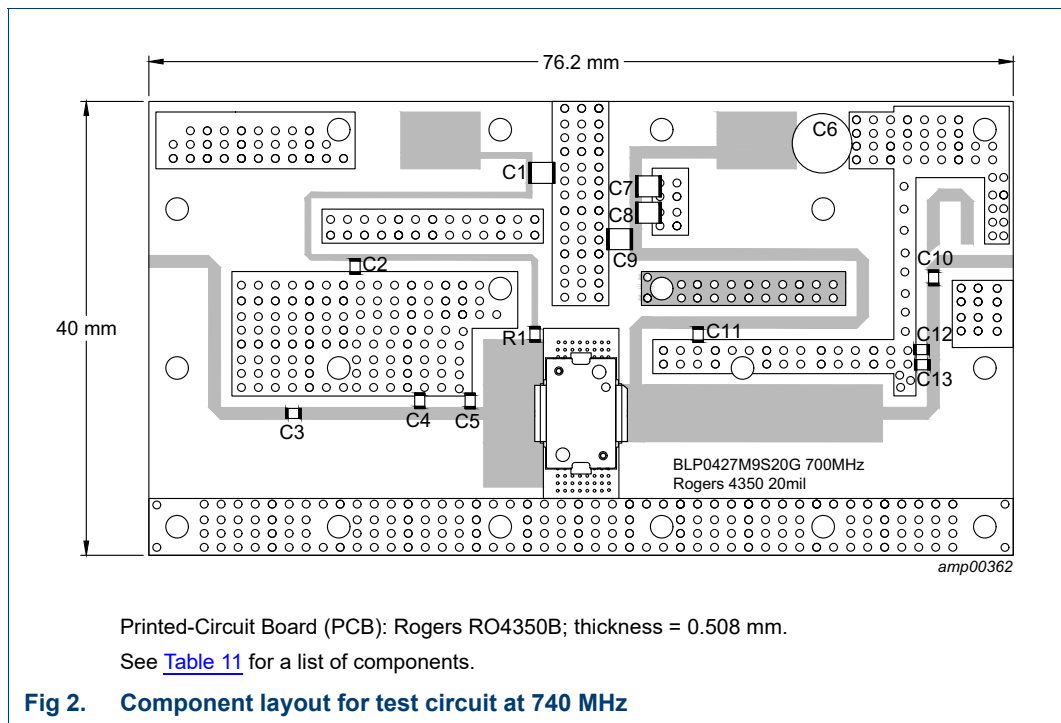 76.2 mm
C6
C1
C7
C8
C9
C2
C10
40 mm
R1
C11
C12
C13
C4
C5
C3
BLP0427M9S20G 700MHz
Rogers 4350 20mil
amp00362
Printed-Circuit Board (PCB): Rogers RO4350B; thickness = 0.508 mm.
See Table 11 for a list of components.
Fig 2. Component layout for test circuit at 740 MHz